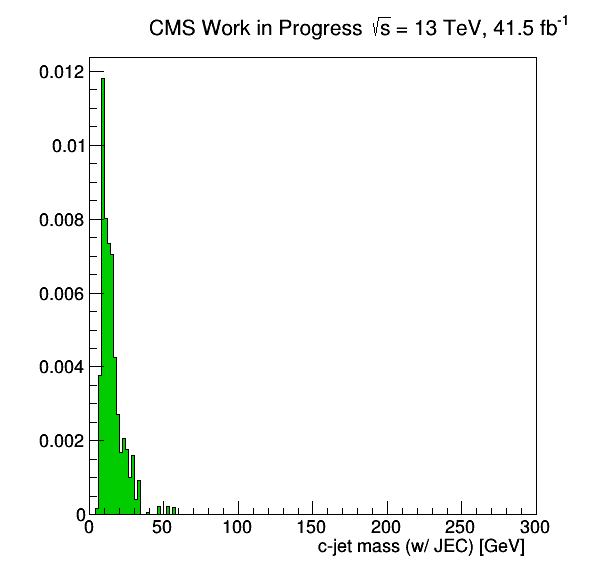 CMS Work in Progress √s = 13 TeV, 41.5 fb⁻¹
0.012
0.01
0.008
0.006
0.004
0.002
0
0 50 100 150 200 250 300
c-jet mass (w/ JEC) [GeV]